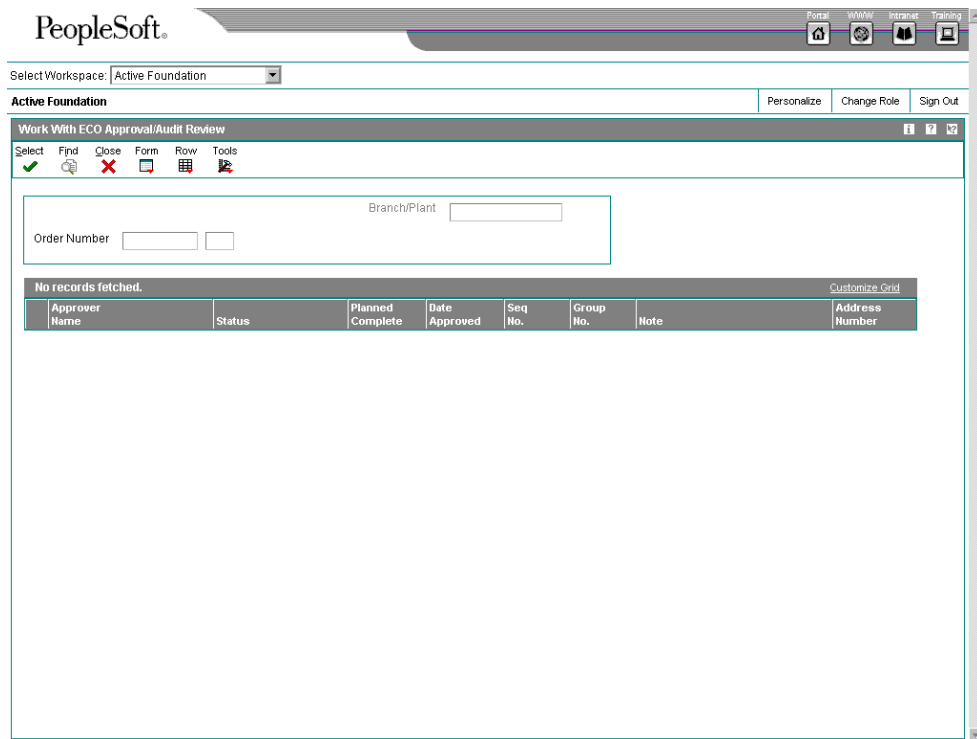 Portal WWW Intranet Training
PeopleSoft®
Select Workspace: Active Foundation
Active Foundation Personalize Change Role Sign Out
Work With ECO Approval/Audit Review
Select Find Close Form Row Tools
Branch/Plant
Order Number
No records fetched. Customize Grid
Approver Planned Date Seq Group Address
Name Status Complete Approved No. No. Note Number